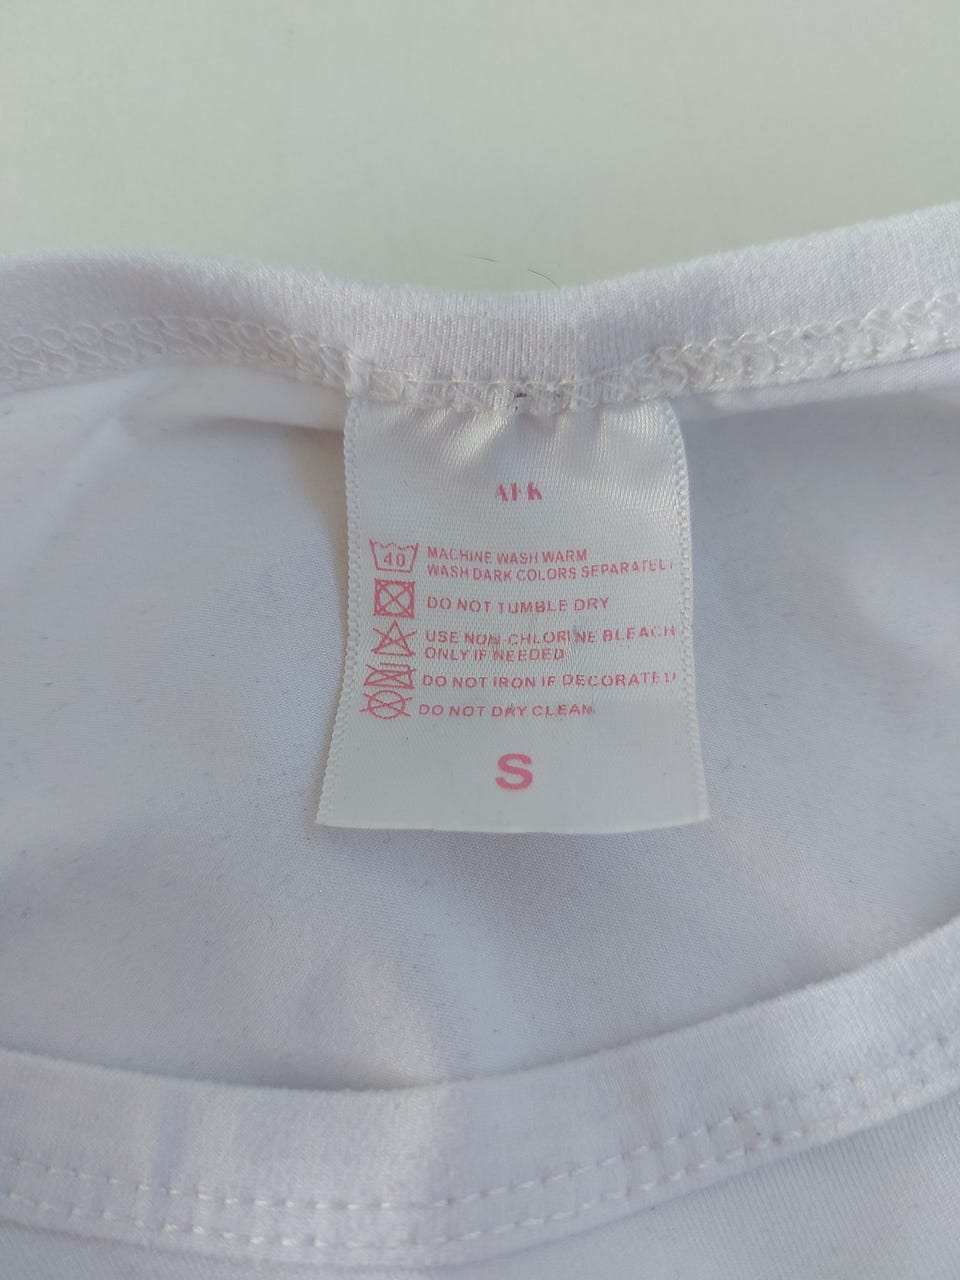 AFK
40
MACHINE WASH WARM
WASH DARK COLORS SEPARATELY
DO NOT TUMBLE DRY
USE NON CHLORINE BLEACH
ONLY IF NEEDED
DO NOT IRON IF DECORATED
DO NOT DRY CLEAN
S